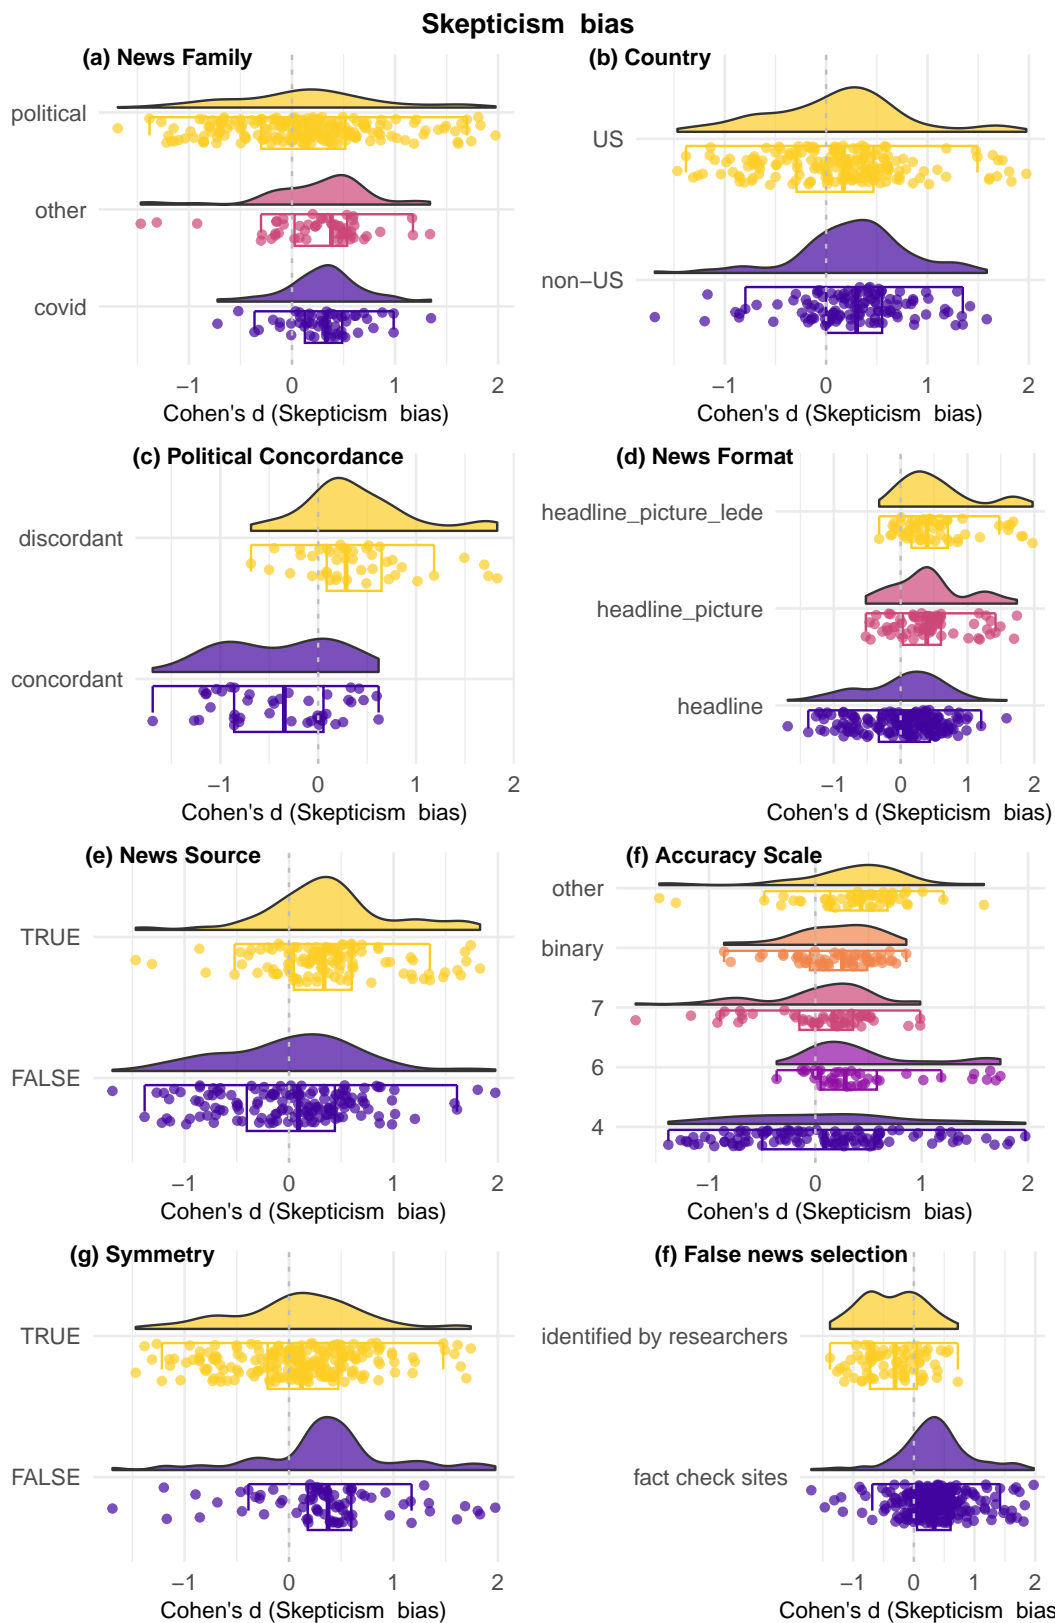 Skepticism  bias
(a) News Family
political
other
covid
−1 0 1 2
Cohen's d (Skepticism  bias)
(b) Country
US
non−US
−1 0 1 2
Cohen's d (Skepticism  bias)
(c) Political Concordance
discordant
concordant
−1 0 1 2
Cohen's d (Skepticism  bias)
(d) News Format
headline_picture_lede
headline_picture
headline
−1 0 1 2
Cohen's d (Skepticism  bias)
(e) News Source
TRUE
FALSE
−1 0 1 2
Cohen's d (Skepticism  bias)
(f) Accuracy Scale
other
binary
7
6
4
−1 0 1 2
Cohen's d (Skepticism  bias)
(g) Symmetry
TRUE
FALSE
−1 0 1 2
Cohen's d (Skepticism  bias)
(f) False news selection
identified by researchers
fact check sites
−1 0 1 2
Cohen's d (Skepticism  bias)